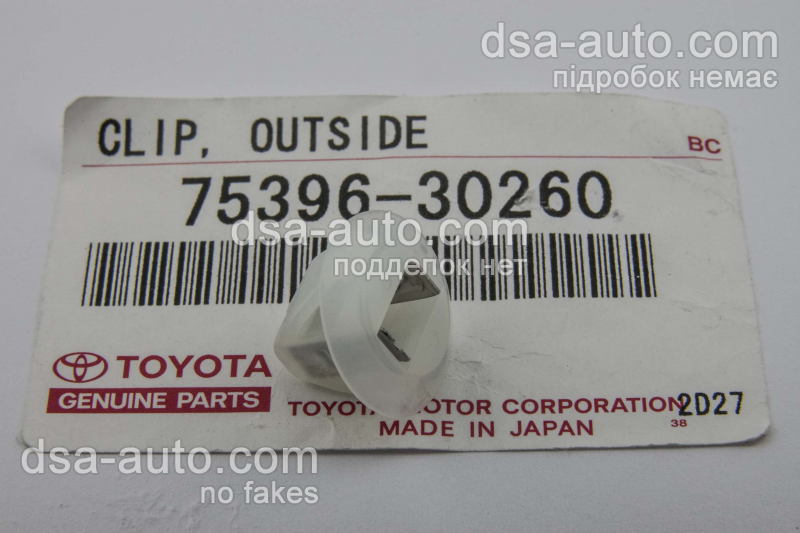 dsa-auto.com
підробок немає
CLIP, OUTSIDE
BC
75396-30260
dsa-auto.com
подделок нет
TOYOTA
GENUINE PARTS
TOYOTA MOTOR CORPORATION
2D27
MADE IN JAPAN
38
dsa-auto.com
no fakes